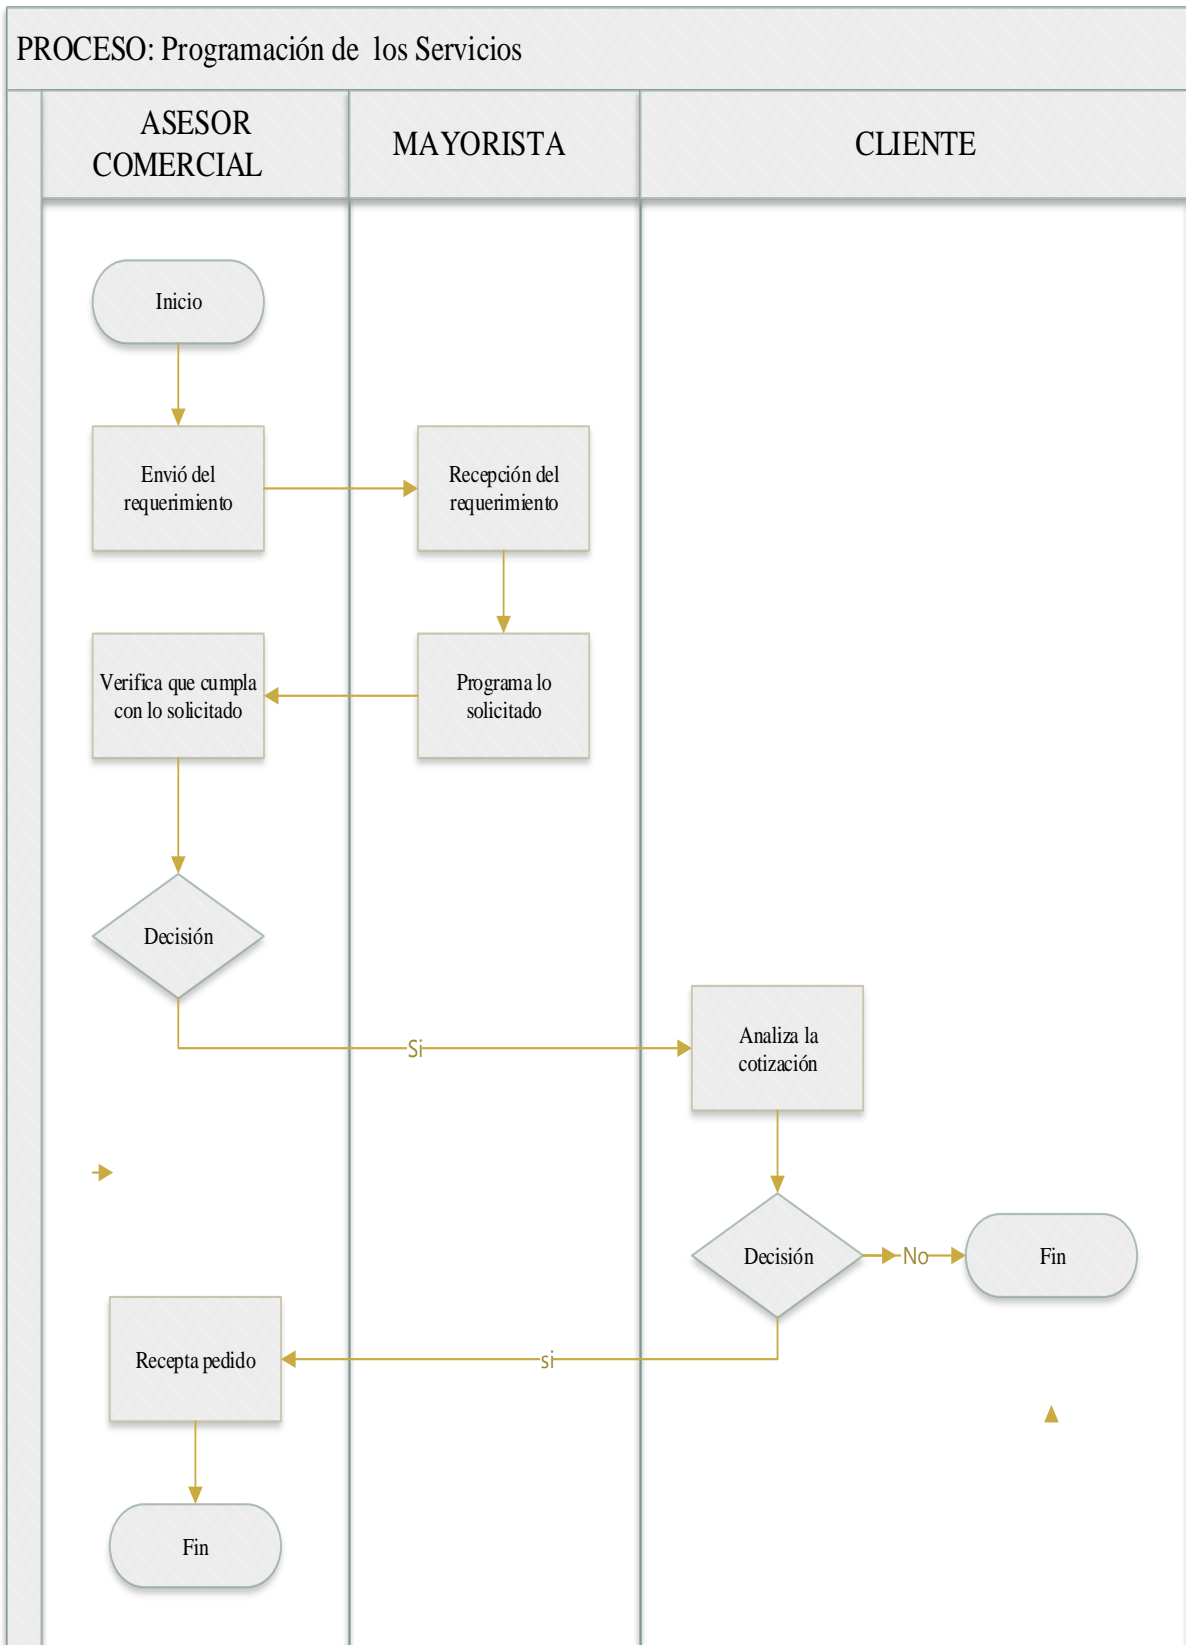 PROCESO: Programación de los Servicios
ASESOR
COMERCIAL
MAYORISTA
CLIENTE
Inicio
Envió del
requerimiento
Recepción del
requerimiento
Verifica que cumpla
con lo solicitado
Programa lo
solicitado
Decisión
Si
Analiza la
cotización
Decisión
No
Fin
Recepta pedido
si
Fin